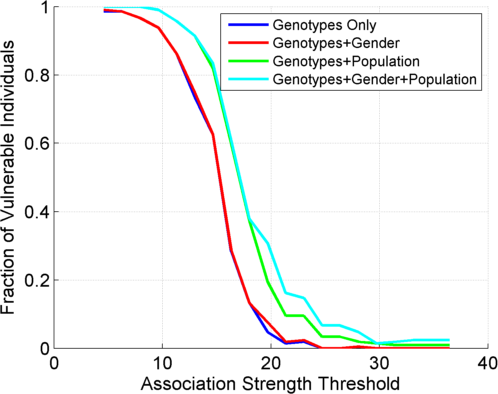 Genotypes Only
Genotypes+Gender
Genotypes+Population
Genotypes+Gender+Population
Fraction of Vulnerable Individuals
1
0.8
0.6
0.4
0.2
0
0 10 20 30 40
Association Strength Threshold